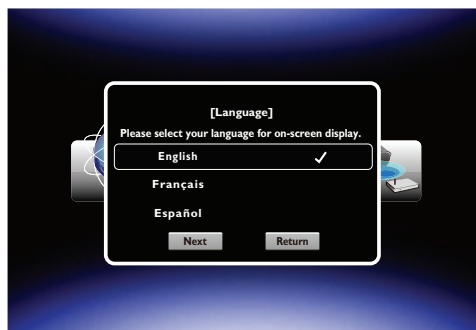 [Language]
Please select your language for on-screen display.
English
Français
Español
Next Return